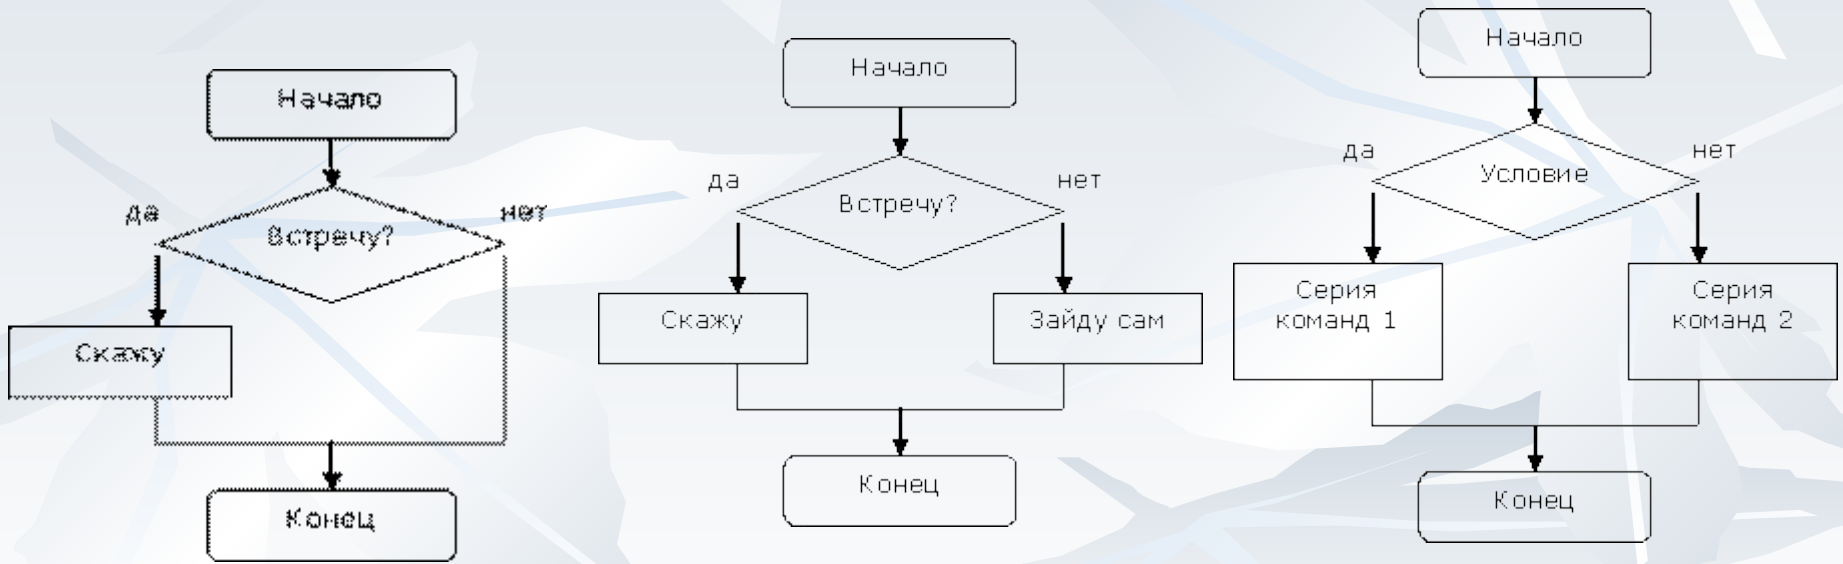 Начало
да
нет
Встречу?
Скажу
Конец
Начало
да
нет
Встречу?
Скажу
Зайду сам
Конец
Начало
да
нет
Условие
Серия
команд 1
Серия
команд 2
Конец